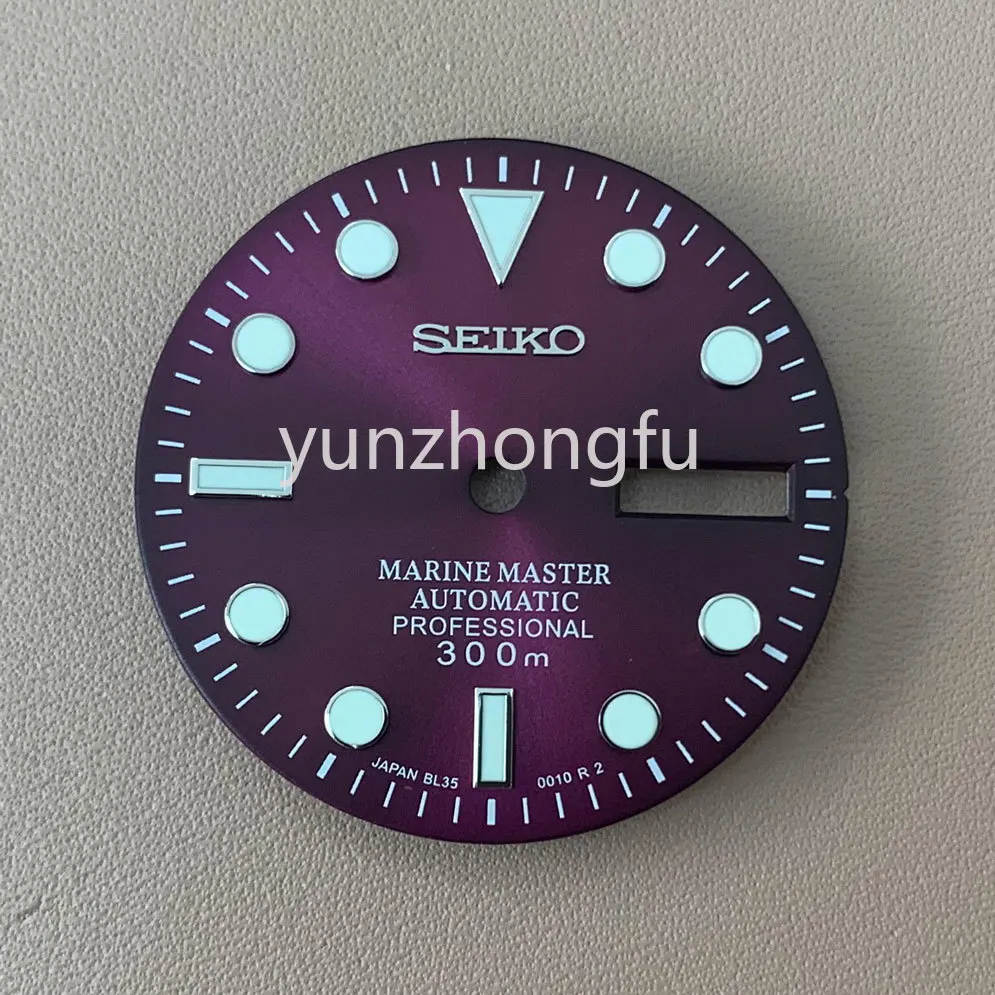 SEIKO
yunzhongfu
MARINE MASTER
AUTOMATIC
PROFESSIONAL
300m
JAPAN BL35 0010 R 2